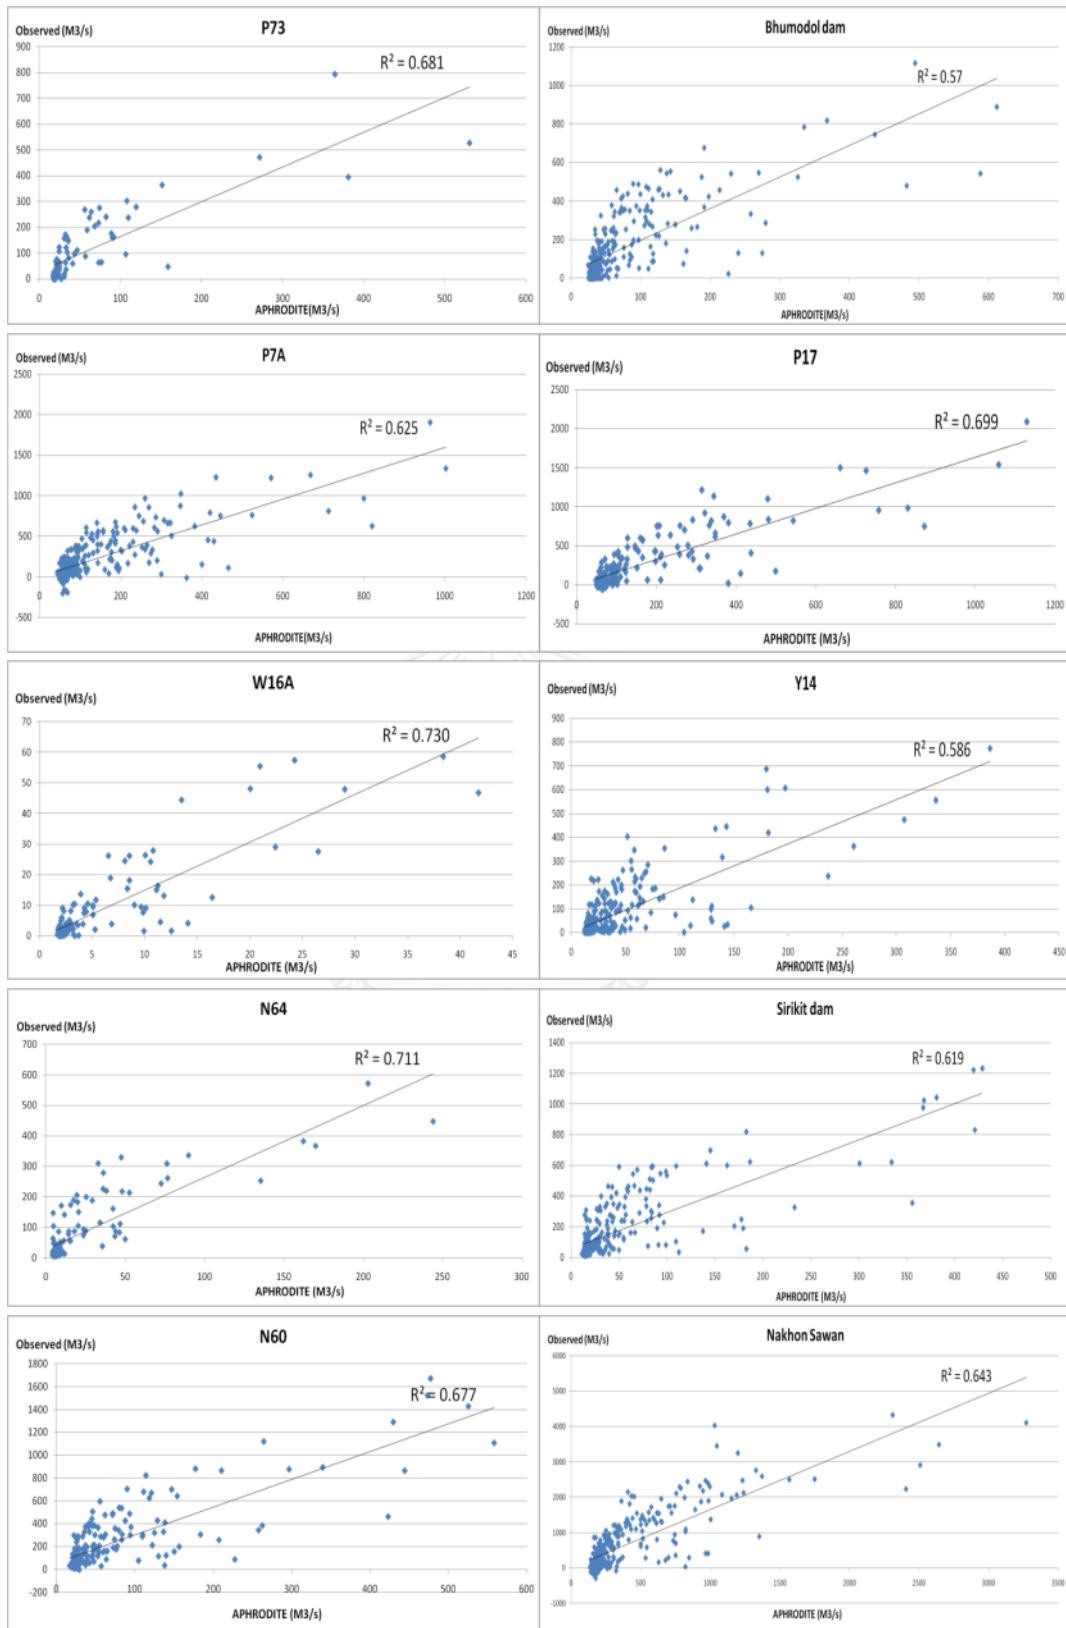 P73
Observed (M3/s)
R² = 0.681
900
800
700
600
500
400
300
200
100
0
0 100 200 300 400 500 600
APHRODITE(M3/s)
Bhumodol dam
Observed (M3/s)
R² = 0.57
1200
1000
800
600
400
200
0
0 100 200 300 400 500 600 700
APHRODITE(M3/s)
P7A
Observed (M3/s)
R² = 0.625
2500
2000
1500
1000
500
0
-500
0 200 400 600 800 1000 1200
APHRODITE(M3/s)
P17
Observed (M3/s)
R² = 0.699
2500
2000
1500
1000
500
0
-500
0 200 400 600 800 1000 1200
APHRODITE (M3/s)
W16A
Observed (M3/s)
R² = 0.730
70
60
50
40
30
20
10
0
0 5 10 15 20 25 30 35 40 45
APHRODITE (M3/s)
Y14
Observed (M3/s)
R² = 0.586
900
800
700
600
500
400
300
200
100
0
0 50 100 150 200 250 300 350 400 450
APHRODITE (M3/s)
N64
Observed (M3/s)
R² = 0.711
700
600
500
400
300
200
100
0
0 50 100 150 200 250 300
APHRODITE (M3/s)
Sirikit dam
Observed (M3/s)
R² = 0.619
1400
1200
1000
800
600
400
200
0
0 50 100 150 200 250 300 350 400 450 500
APHRODITE (M3/s)
N60
Observed (M3/s)
R² = 0.677
1800
1600
1400
1200
1000
800
600
400
200
0
-200
0 100 200 300 400 500 600
APHRODITE (M3/s)
Nakhon Sawan
Observed (M3/s)
R² = 0.643
6000
5000
4000
3000
2000
1000
0
-1000
0 500 1000 1500 2000 2500 3000 3500
APHRODITE (M3/s)